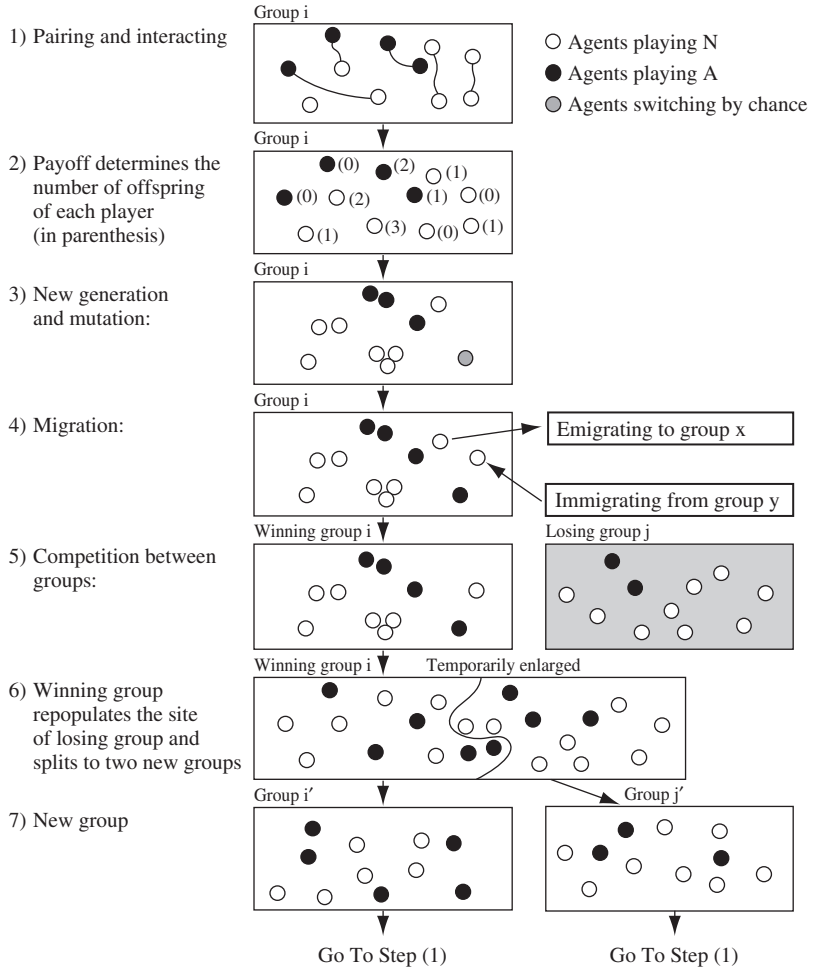 Group i
1) Pairing and interacting
Agents playing N
Agents playing A
Agents switching by chance
Group i
2) Payoff determines the
number of offspring
of each player
(in parenthesis)
(0)
(2)
(1)
(0)
(2)
(1)
(0)
(1)
(3)
(0)
(1)
Group i
3) New generation
and mutation:
Group i
4) Migration:
Emigrating to group x
Immigrating from group y
Winning group i
Losing group j
5) Competition between
groups:
Winning group i
Temporarily enlarged
6) Winning group
repopulates the site
of losing group and
splits to two new groups
Group i′
Group j′
7) New group
Go To Step (1)
Go To Step (1)